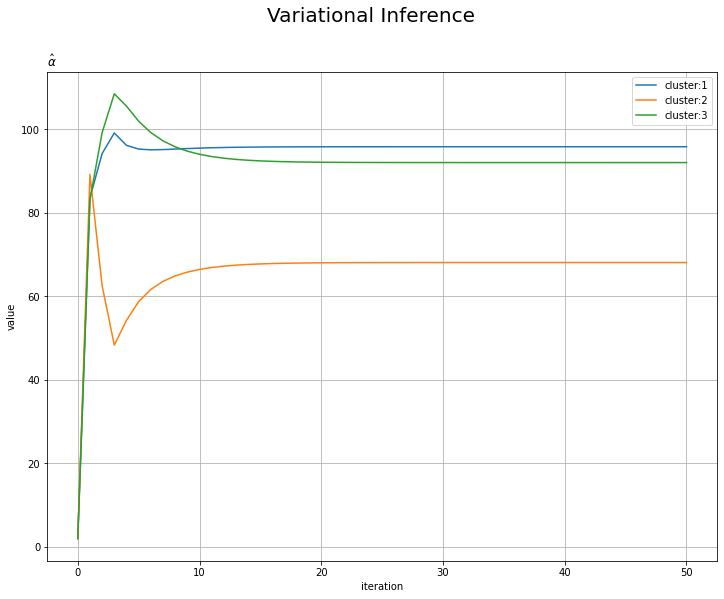 Variational Inference
α̂
cluster:1
cluster:2
cluster:3
100
80
60
40
20
0
value
0 10 20 30 40 50
iteration